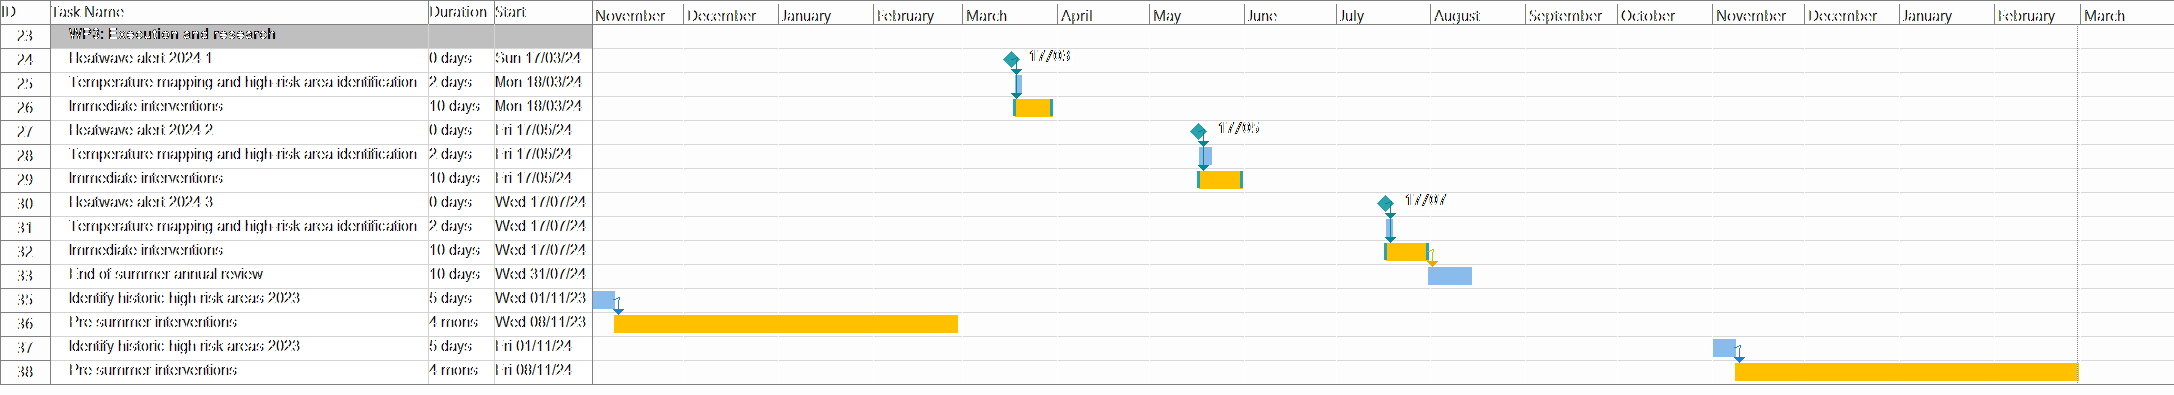 ID Task Name Duration Start November December January February March April May June July August September October November December January February March
23 WP3: Execution and research
24 Heatwave alert 2024 1 0 days Sun 17/03/24 17/03
25 Temperature mapping and high-risk area identification 2 days Mon 18/03/24
26 Immediate interventions 10 days Mon 18/03/24
27 Heatwave alert 2024 2 0 days Fri 17/05/24 17/05
28 Temperature mapping and high-risk area identification 2 days Fri 17/05/24
29 Immediate interventions 10 days Fri 17/05/24
30 Heatwave alert 2024 3 0 days Wed 17/07/24 17/07
31 Temperature mapping and high-risk area identification 2 days Wed 17/07/24
32 Immediate interventions 10 days Wed 17/07/24
33 End of summer annual review 10 days Wed 31/07/24
35 Identify historic high risk areas 2023 5 days Wed 01/11/23
36 Pre summer interventions 4 mons Wed 08/11/23
37 Identify historic high risk areas 2023 5 days Fri 01/11/24
38 Pre summer interventions 4 mons Fri 08/11/24